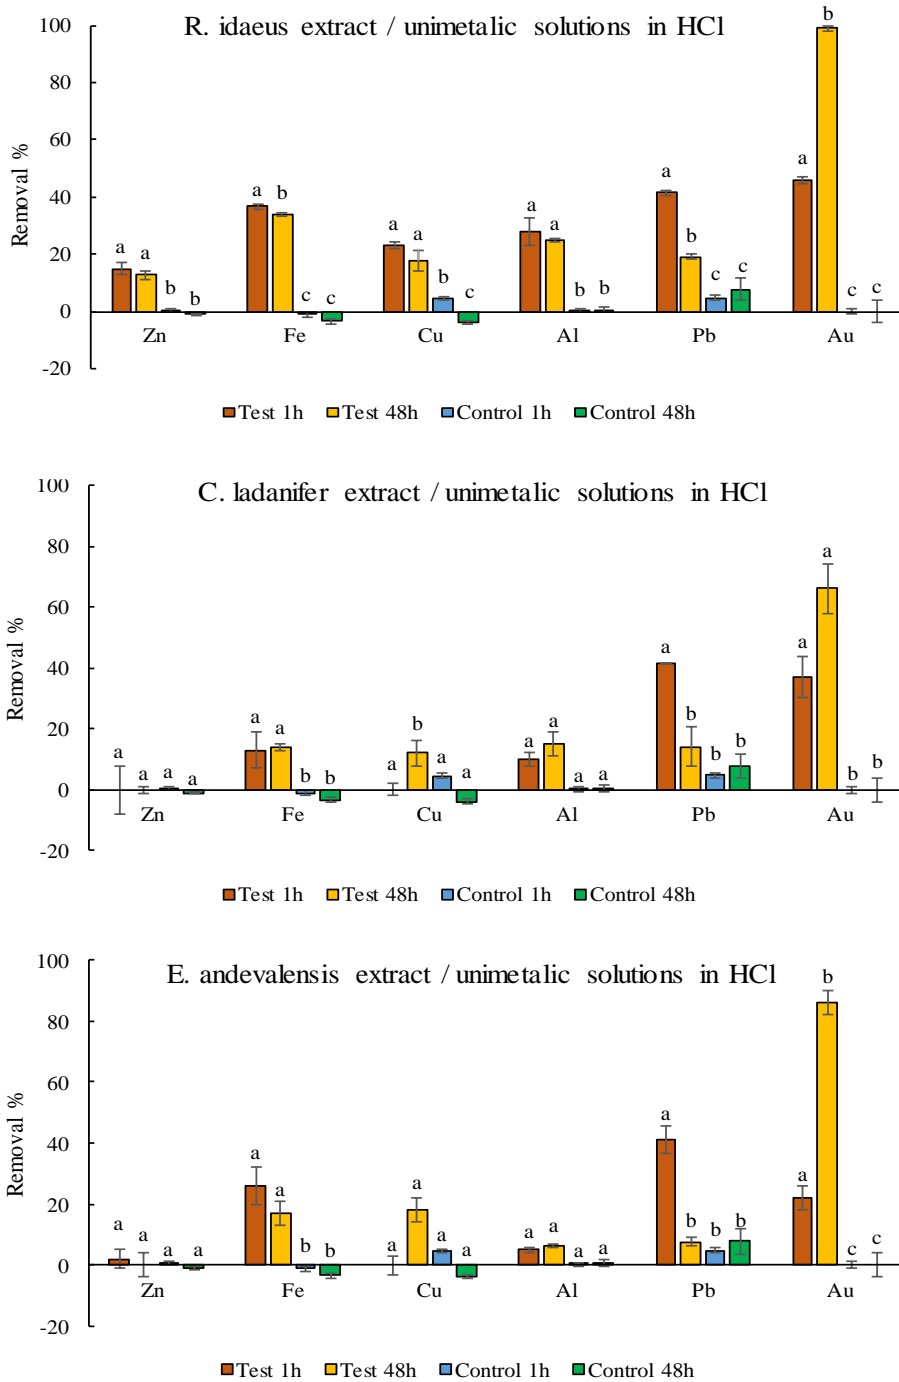 R. idaeus extract / unimetalic solutions in HCl
Removal %
100
80
60
40
20
0
-20
a a b b
a b c c
a a b c
a a b b
a b c c
a b c c
Zn Fe Cu Al Pb Au
Test 1h Test 48h Control 1h Control 48h
C. ladanifer extract / unimetalic solutions in HCl
Removal %
100
80
60
40
20
0
-20
a a a a
a a b b
a b a a
a a a a
a b b b
a a b b
Zn Fe Cu Al Pb Au
Test 1h Test 48h Control 1h Control 48h
E. andevalensis extract / unimetalic solutions in HCl
Removal %
100
80
60
40
20
0
-20
a a a a
a a b b
a a a a
a a a a
a b b b
a b c c
Zn Fe Cu Al Pb Au
Test 1h Test 48h Control 1h Control 48h